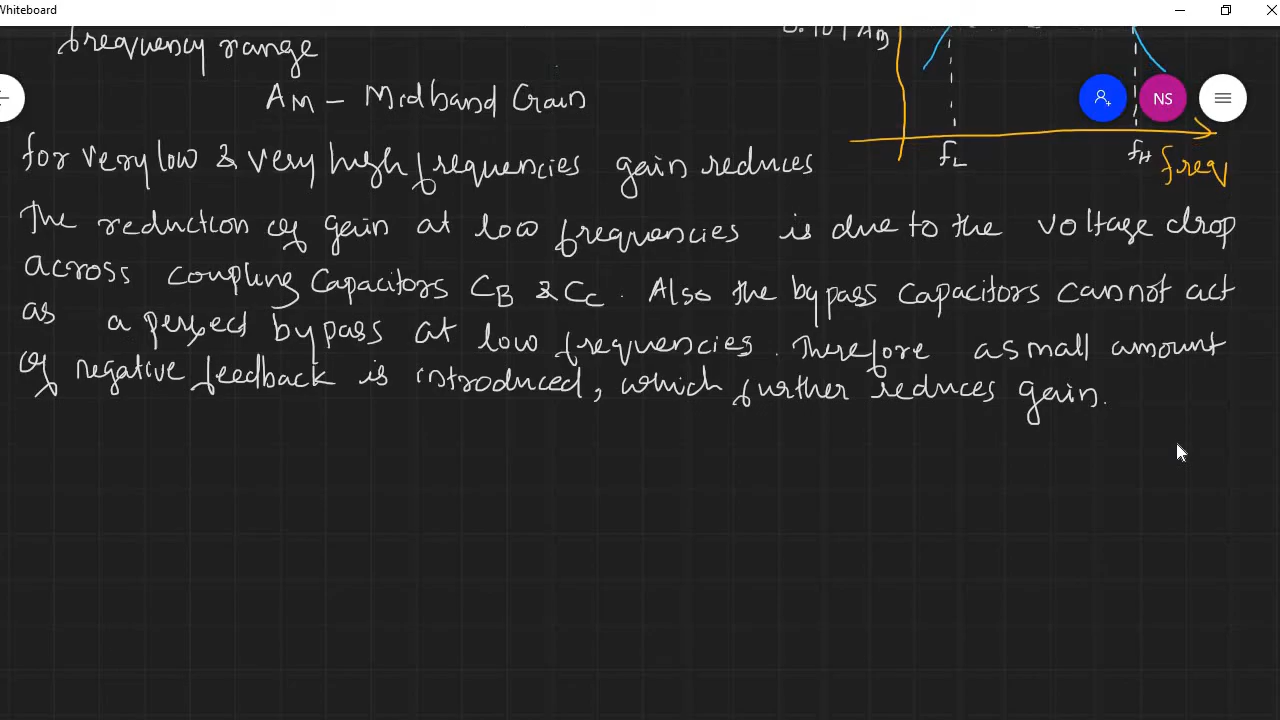 Whiteboard
frequency range
0.707 AM
AM - Midband Gain
NS
for very low & very high frequencies gain reduces
fL
fH
freq
The reduction of gain at low frequencies is due to the voltage drop
across coupling Capacitors CB & CC. Also the bypass capacitors cannot act
as a perfect bypass at low frequencies. Therefore a small amount
of negative feedback is introduced, which further reduces gain.